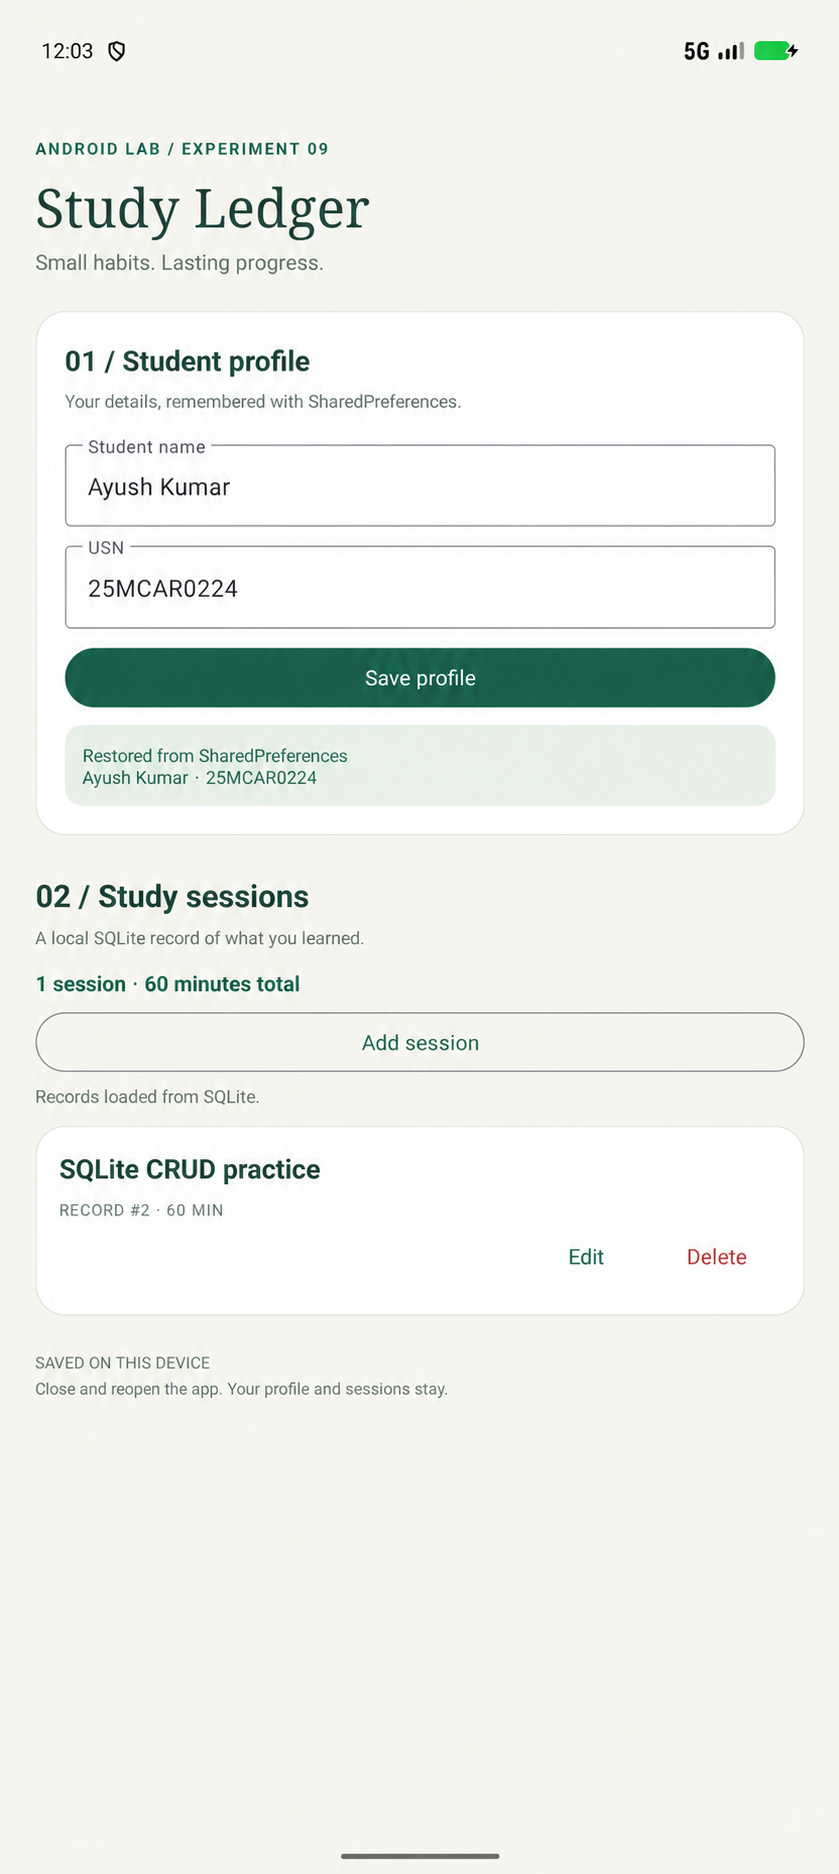 12:03
5G
ANDROID LAB / EXPERIMENT 09
Study Ledger
Small habits. Lasting progress.
01 / Student profile
Your details, remembered with SharedPreferences.
Student name
Ayush Kumar
USN
25MCAR0224
Save profile
Restored from SharedPreferences
Ayush Kumar · 25MCAR0224
02 / Study sessions
A local SQLite record of what you learned.
1 session · 60 minutes total
Add session
Records loaded from SQLite.
SQLite CRUD practice
RECORD #2 · 60 MIN
Edit
Delete
SAVED ON THIS DEVICE
Close and reopen the app. Your profile and sessions stay.